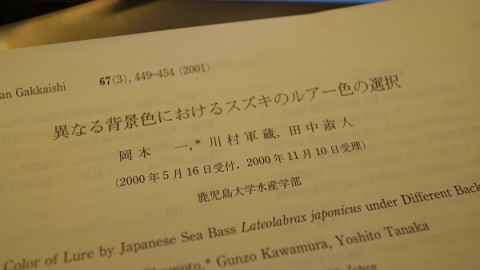 an Gakkaishi 67(3), 449-454 (2001)
異なる背景色におけるスズキのルアー色の選択
岡本 一,* 川村軍蔵, 田中淑人
(2000年5月16日受付, 2000年11月10日受理)
鹿児島大学水産学部
Color of Lure by Japanese Sea Bass Lateolabrax japonicus under Different Back
Gunzo Kawamura, Yoshito Tanaka